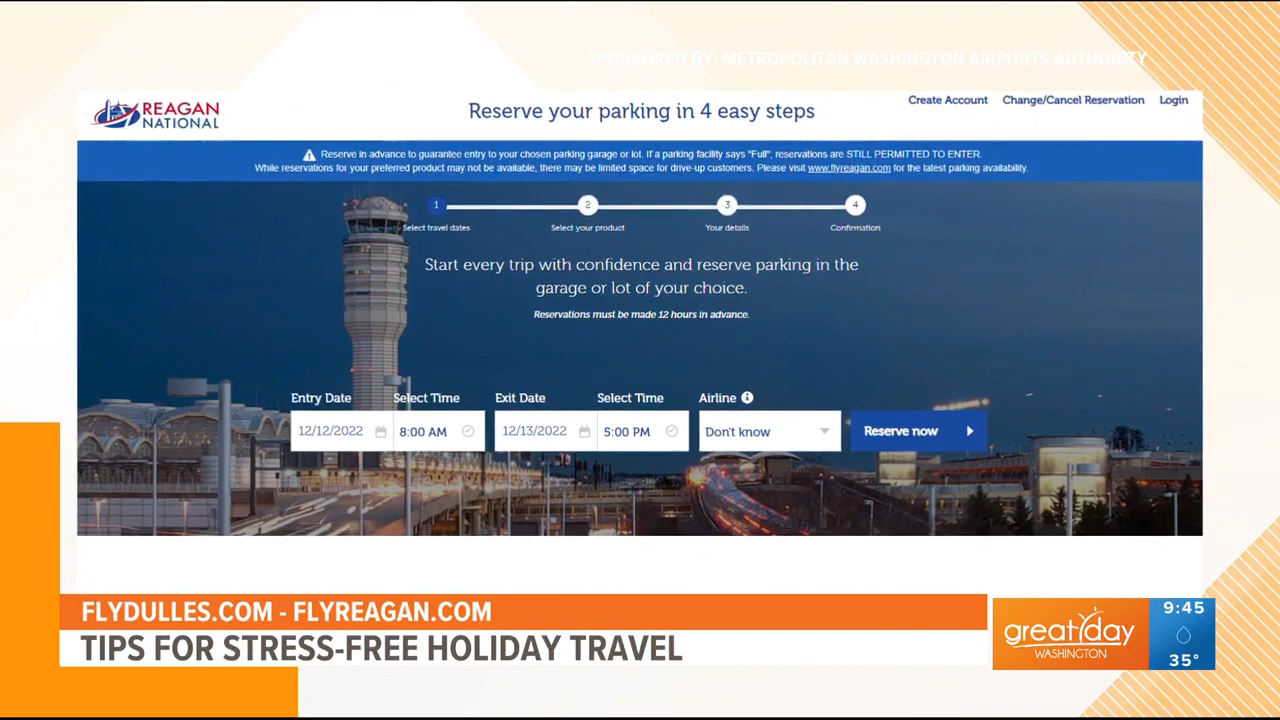 SPONSORED BY: METROPOLITAN WASHINGTON AIRPORTS AUTHORITY
REAGAN
NATIONAL
Reserve your parking in 4 easy steps
Create Account Change/Cancel Reservation Login
Reserve in advance to guarantee entry to your chosen parking garage or lot. If a parking facility says "Full", reservations are STILL PERMITTED TO ENTER.
While reservations for your preferred product may not be available, there may be limited space for drive-up customers. Please visit www.flyreagan.com for the latest parking availability.
1 2 3 4
Select travel dates Select your product Your details Confirmation
Start every trip with confidence and reserve parking in the
garage or lot of your choice.
Reservations must be made 12 hours in advance.
Entry Date Select Time Exit Date Select Time Airline
12/12/2022 8:00 AM 12/13/2022 5:00 PM Don't know Reserve now
FLYDULLES.COM - FLYREAGAN.COM
TIPS FOR STRESS-FREE HOLIDAY TRAVEL
great day
WASHINGTON
9:45
35°